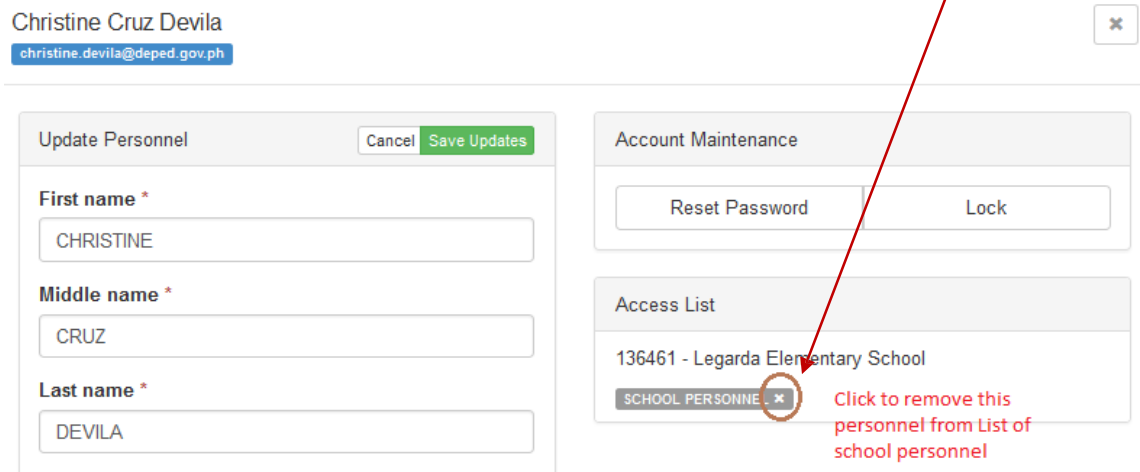 Christine Cruz Devila
christine.devila@deped.gov.ph
Update Personnel
Cancel
Save Updates
First name *
CHRISTINE
Middle name *
CRUZ
Last name *
DEVILA
Account Maintenance
Reset Password
Lock
Access List
136461 - Legarda Elementary School
SCHOOL PERSONNEL ×
Click to remove this
personnel from List of
school personnel